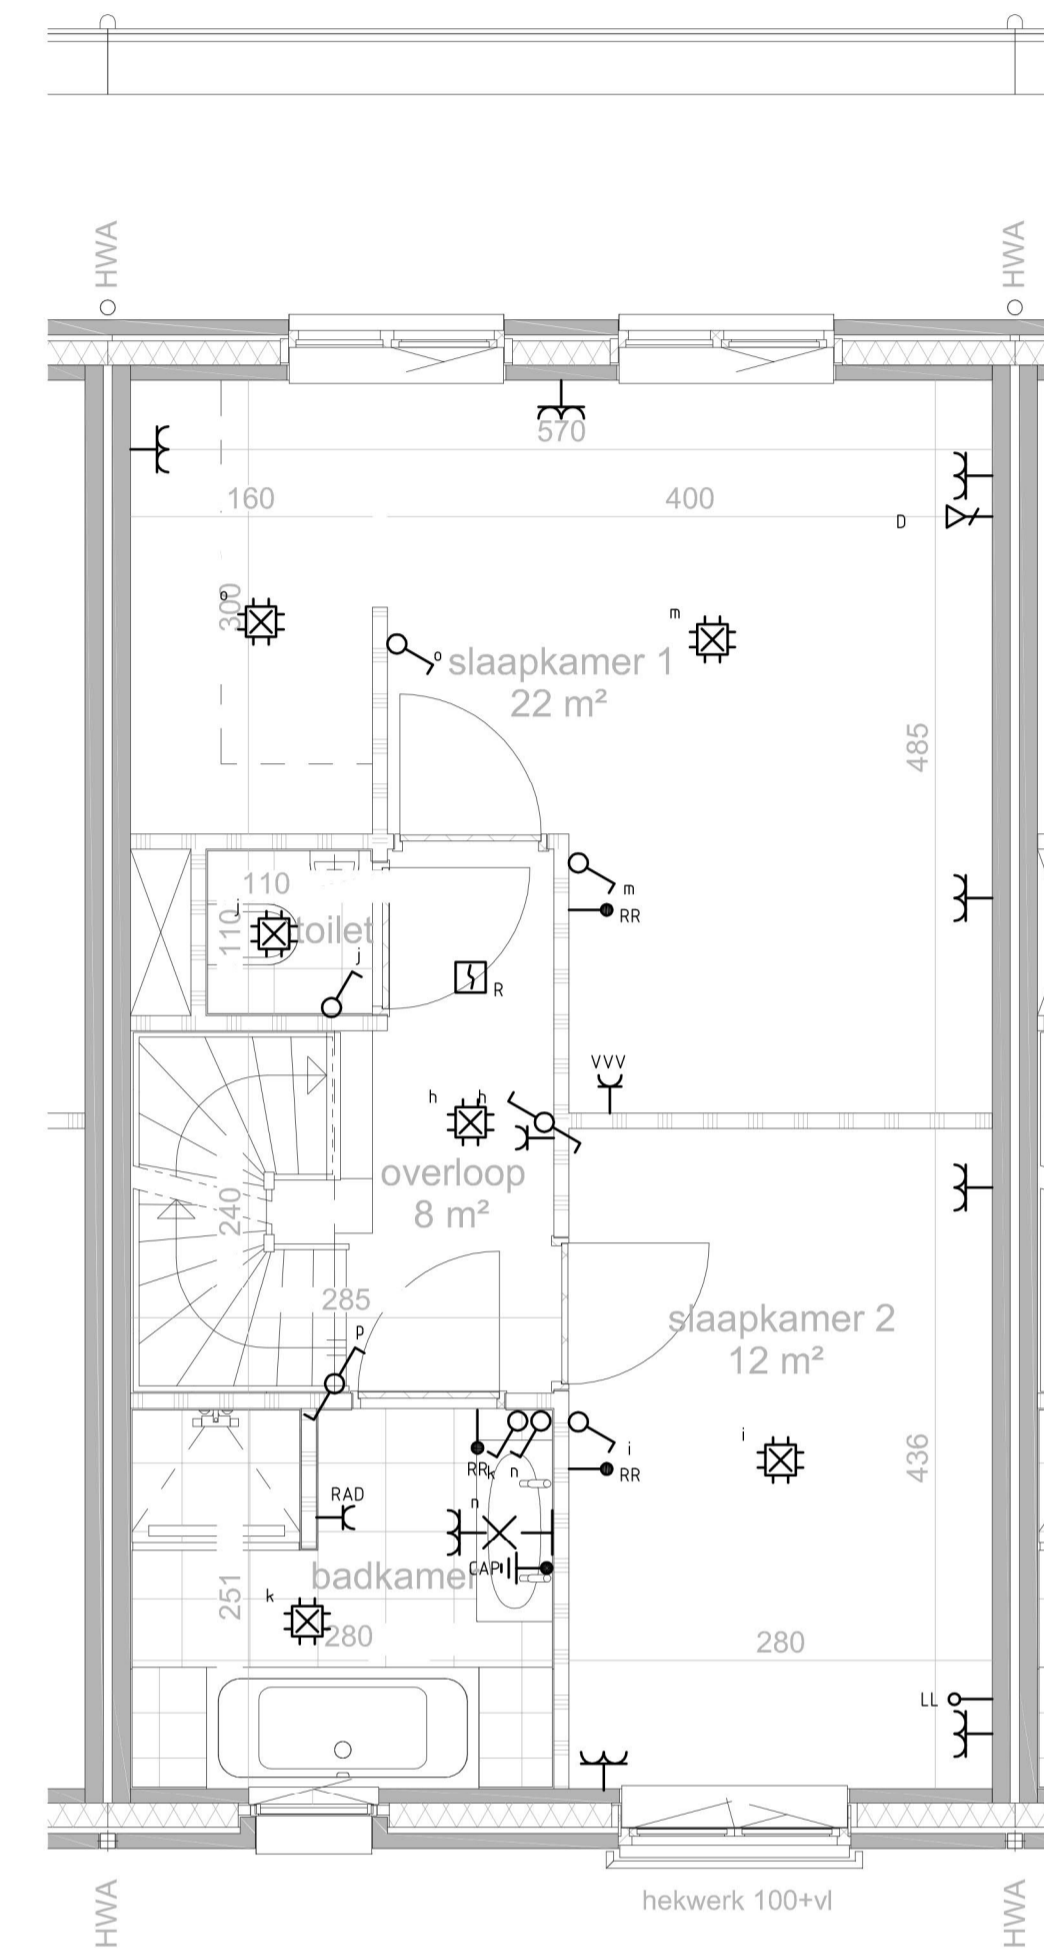 HWA
HWA
570
160
400
D
o
300
m
o
slaapkamer 1
22 m²
485
m
RR
110
j
110
toilet
j
R
VVV
h
h
overloop
8 m²
240
285
slaapkamer 2
12 m²
p
i
i
RR
k
n
RR
436
RAD
n
CAP
badkamer
251
k
280
280
LL
hekwerk 100+vl
HWA
HWA